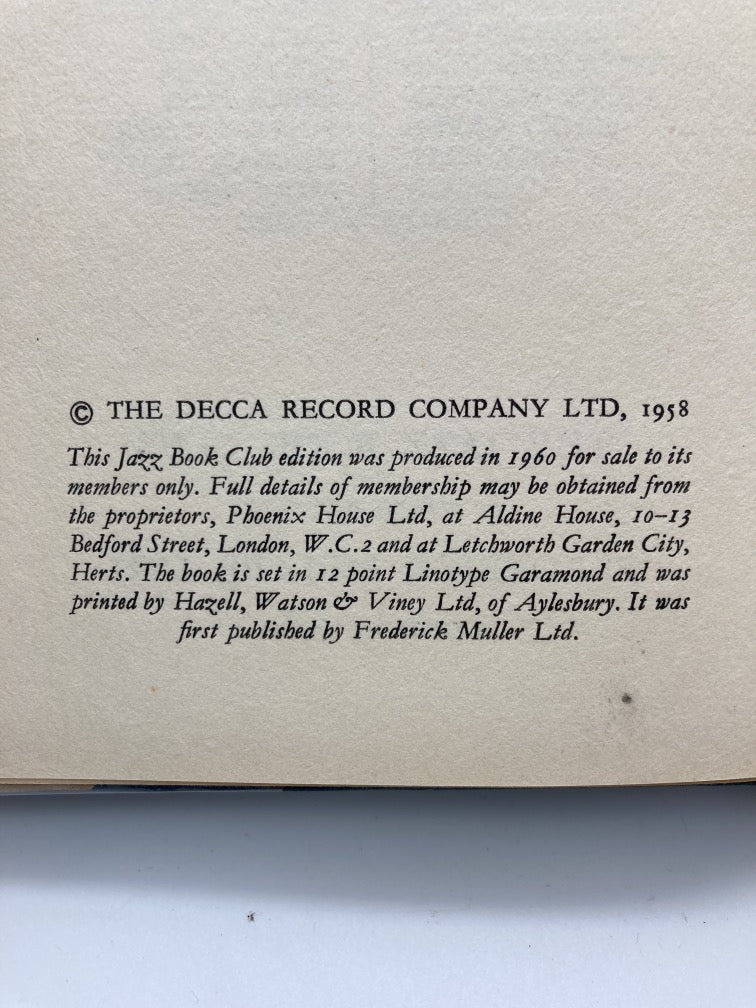 © THE DECCA RECORD COMPANY LTD, 1958
This Jazz Book Club edition was produced in 1960 for sale to its
members only. Full details of membership may be obtained from
the proprietors, Phoenix House Ltd, at Aldine House, 10–13
Bedford Street, London, W.C.2 and at Letchworth Garden City,
Herts. The book is set in 12 point Linotype Garamond and was
printed by Hazell, Watson & Viney Ltd, of Aylesbury. It was
first published by Frederick Muller Ltd.